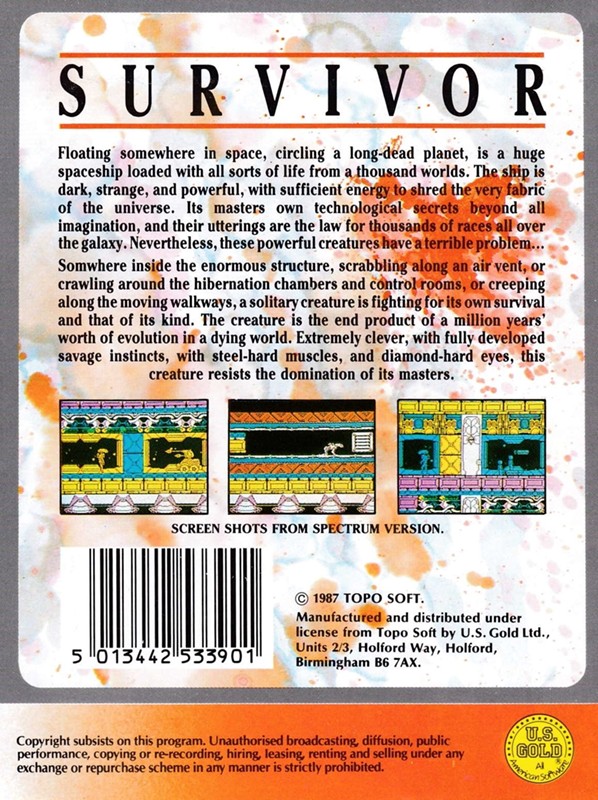 SURVIVOR
Floating somewhere in space, circling a long-dead planet, is a huge
spaceship loaded with all sorts of life from a thousand worlds. The ship is
dark, strange, and powerful, with sufficient energy to shred the very fabric
of the universe. Its masters own technological secrets beyond all
imagination, and their utterings are the law for thousands of races all over
the galaxy. Nevertheless, these powerful creatures have a terrible problem...
Somwhere inside the enormous structure, scrabbling along an air vent, or
crawling around the hibernation chambers and control rooms, or creeping
along the moving walkways, a solitary creature is fighting for its own survival
and that of its kind. The creature is the end product of a million years'
worth of evolution in a dying world. Extremely clever, with fully developed
savage instincts, with steel-hard muscles, and diamond-hard eyes, this
creature resists the domination of its masters.
SCREEN SHOTS FROM SPECTRUM VERSION.
© 1987 TOPO SOFT.
Manufactured and distributed under
license from Topo Soft by U.S. Gold Ltd.,
Units 2/3, Holford Way, Holford,
Birmingham B6 7AX.
5 013442 533901
Copyright subsists on this program. Unauthorised broadcasting, diffusion, public
performance, copying or re-recording, hiring, leasing, renting and selling under any
exchange or repurchase scheme in any manner is strictly prohibited.
U.S.
GOLD
®
All
American Software